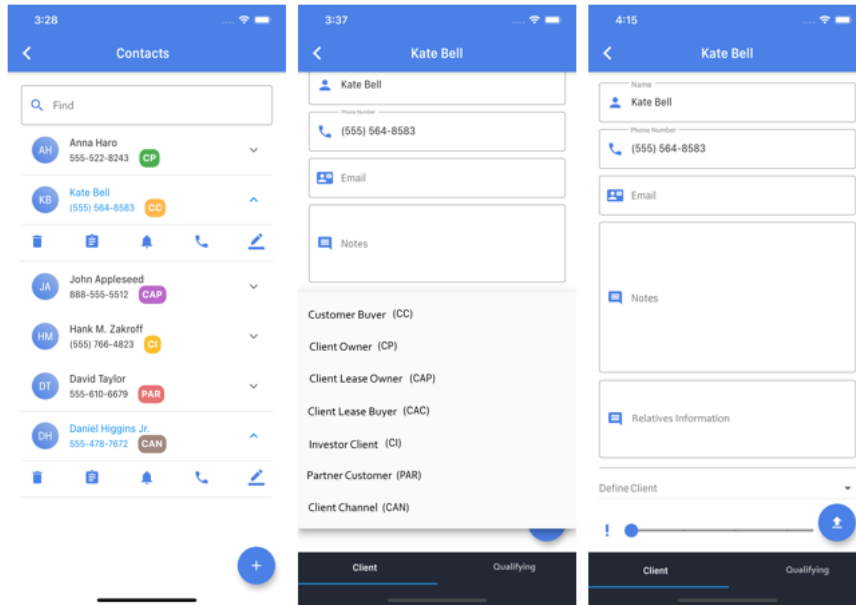 3:28
Contacts
Find
AH
Anna Haro
555-522-8243 CP
KB
Kate Bell
(555) 564-8583 CC
JA
John Appleseed
888-555-5512 CAP
HM
Hank M. Zakroff
(555) 766-4823 CI
DT
David Taylor
555-610-6679 PAR
DH
Daniel Higgins Jr.
555-478-7672 CAN
+
3:37
Kate Bell
Kate Bell
Phone Number
(555) 564-8583
Email
Notes
Customer Buyer (CC)
Client Owner (CP)
Client Lease Owner (CAP)
Client Lease Buyer (CAC)
Investor Client (CI)
Partner Customer (PAR)
Client Channel (CAN)
Client Qualifying
4:15
Kate Bell
Name
Kate Bell
Phone Number
(555) 564-8583
Email
Notes
Relatives Information
Define Client
!
Client Qualifying